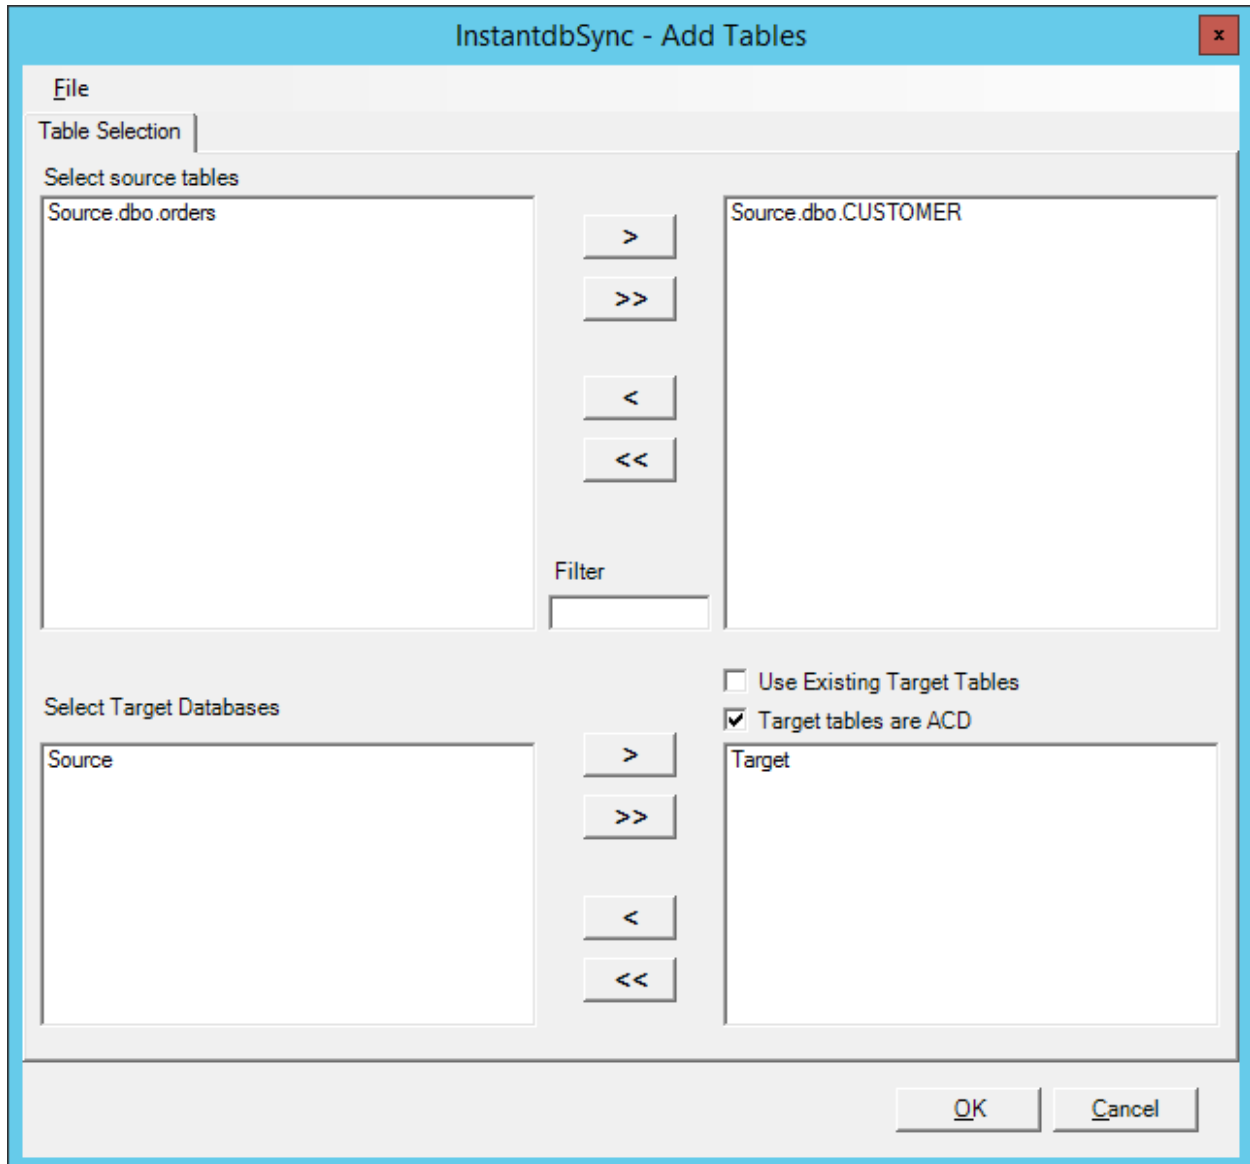 InstantdbSync - Add Tables
x
File
Table Selection
Select source tables
Source.dbo.orders
>
>>
<
<<
Source.dbo.CUSTOMER
Filter
Use Existing Target Tables
Select Target Databases
Target tables are ACD
Source
>
>>
<
<<
Target
OK
Cancel